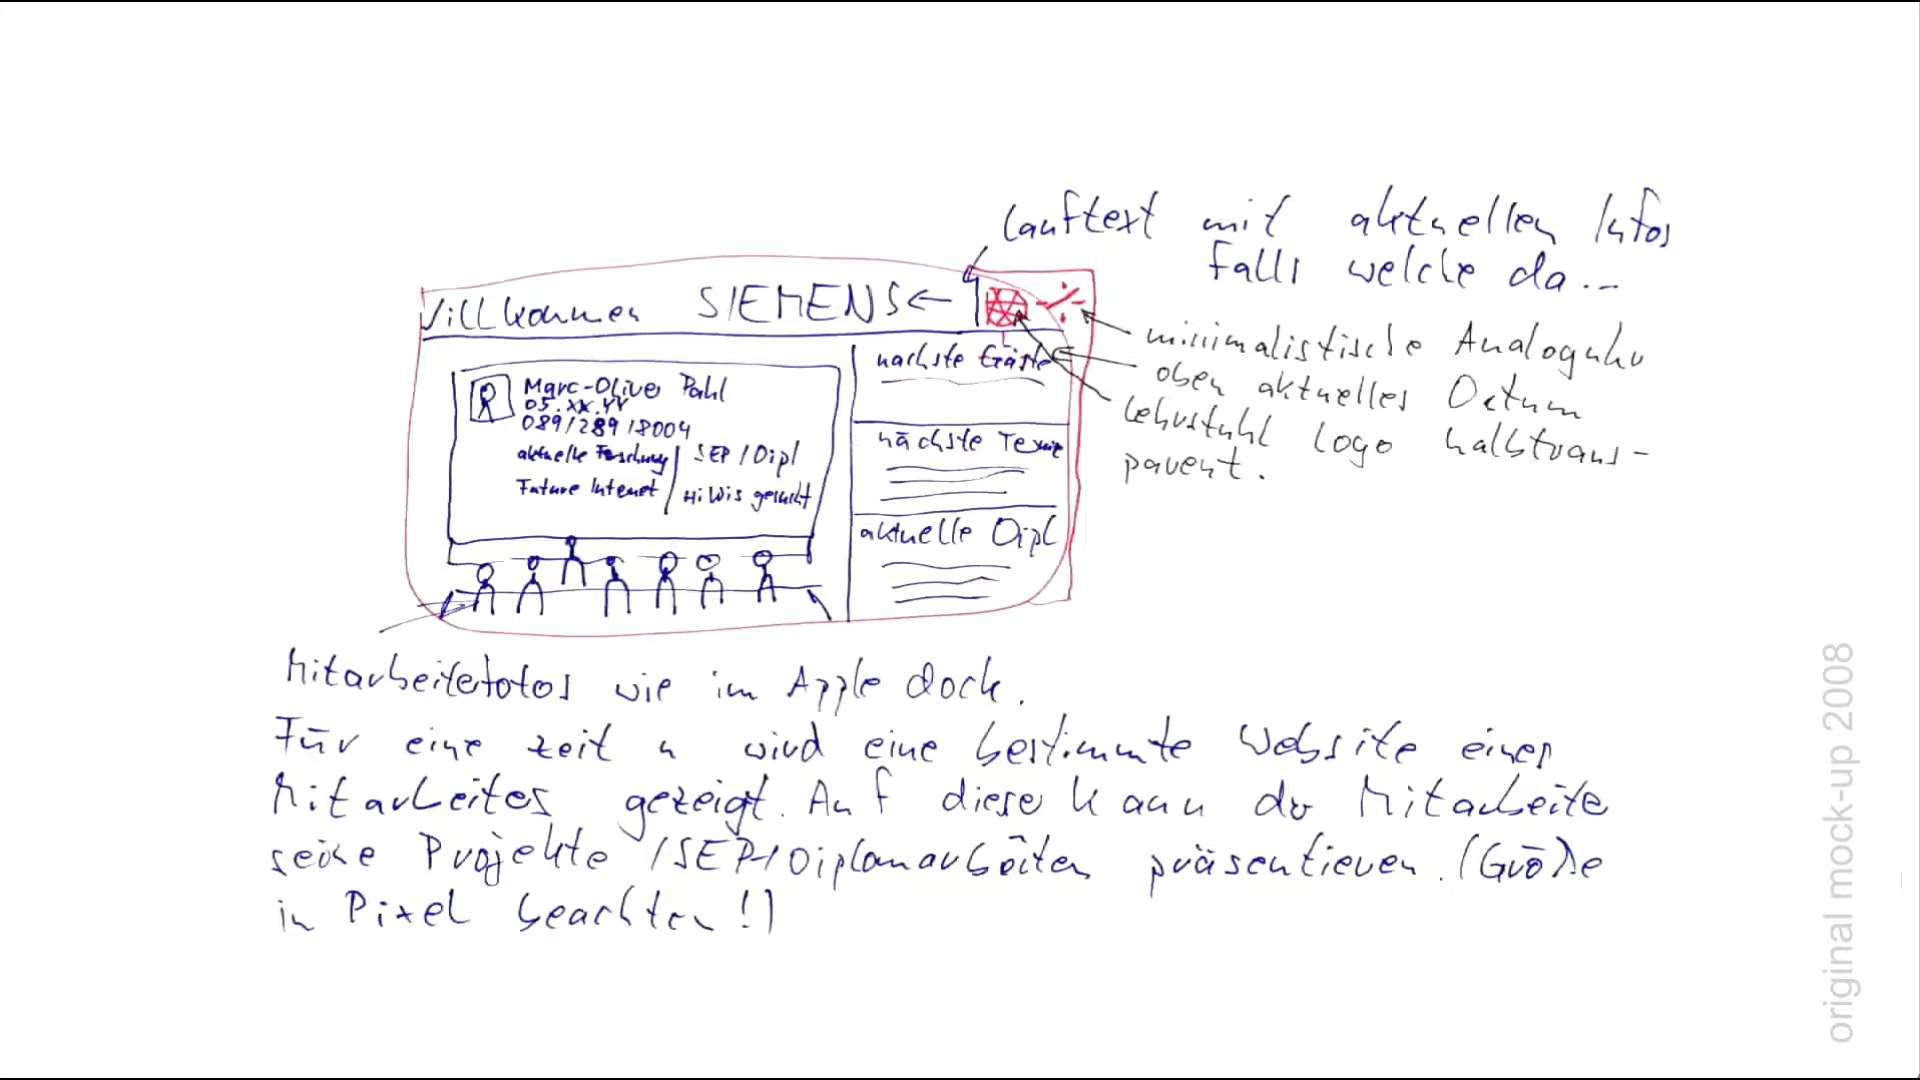 Lauftext mit aktuellen Infos
falls welche da...
Willkommen SIEMENS ←
minimalistische Analoguhr
oben aktuelles Datum
Lehrstuhl Logo halbtrans-
parent.
nächste Gäste
Marc-Oliver Pahl
05.XX.YY
089/289 18004
aktuelle Forschung | SEP/Dipl
Future Internet | HiWis gesucht
nächste Termine
aktuelle Dipl
Mitarbeiterfotos wie im Apple dock.
Für eine zeit n wird eine bestimmte Website eines
Mitarbeiters gezeigt. Auf dieser kann der Mitarbeiter
seine Projekte /SEP/Diplomarbeiten präsentieren. (Größe
in Pixel beachten!)
original mock-up 2008